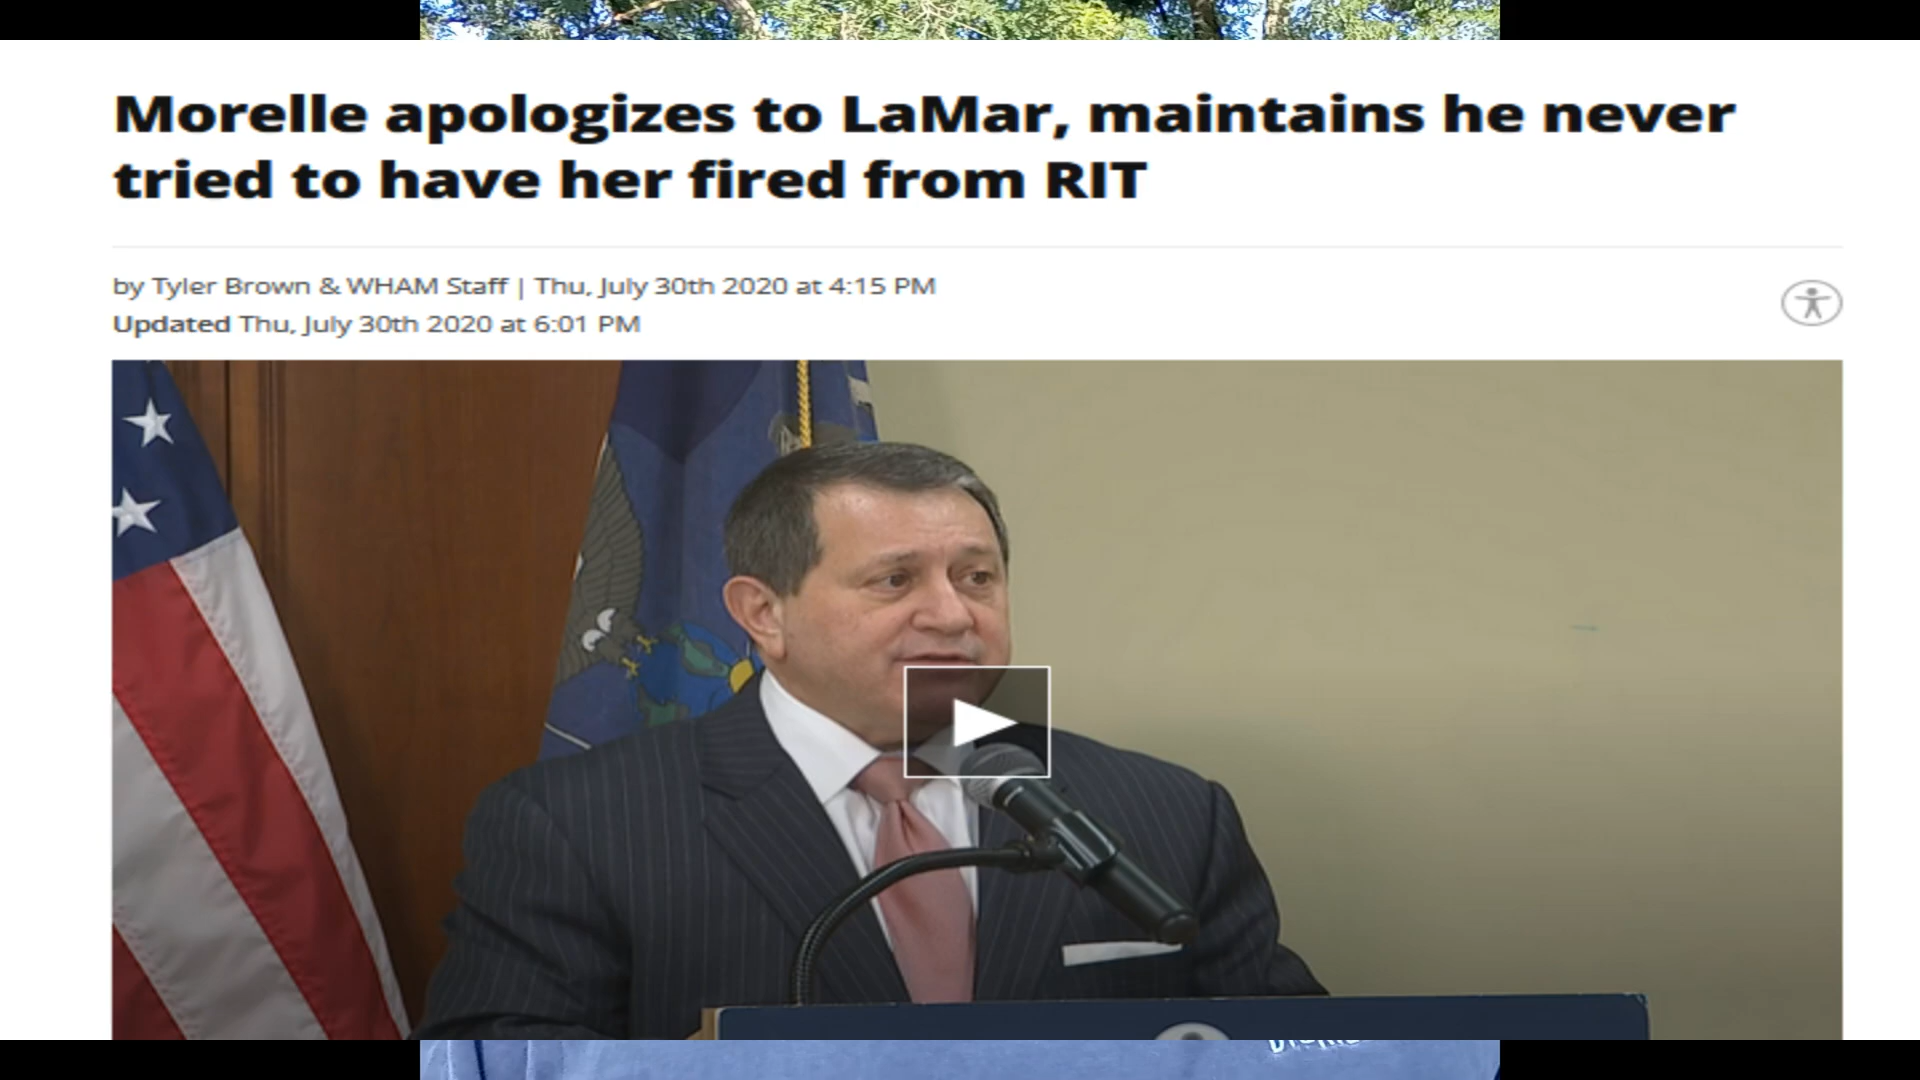 Morelle apologizes to LaMar, maintains he never
tried to have her fired from RIT
by Tyler Brown & WHAM Staff | Thu, July 30th 2020 at 4:15 PM
Updated Thu, July 30th 2020 at 6:01 PM